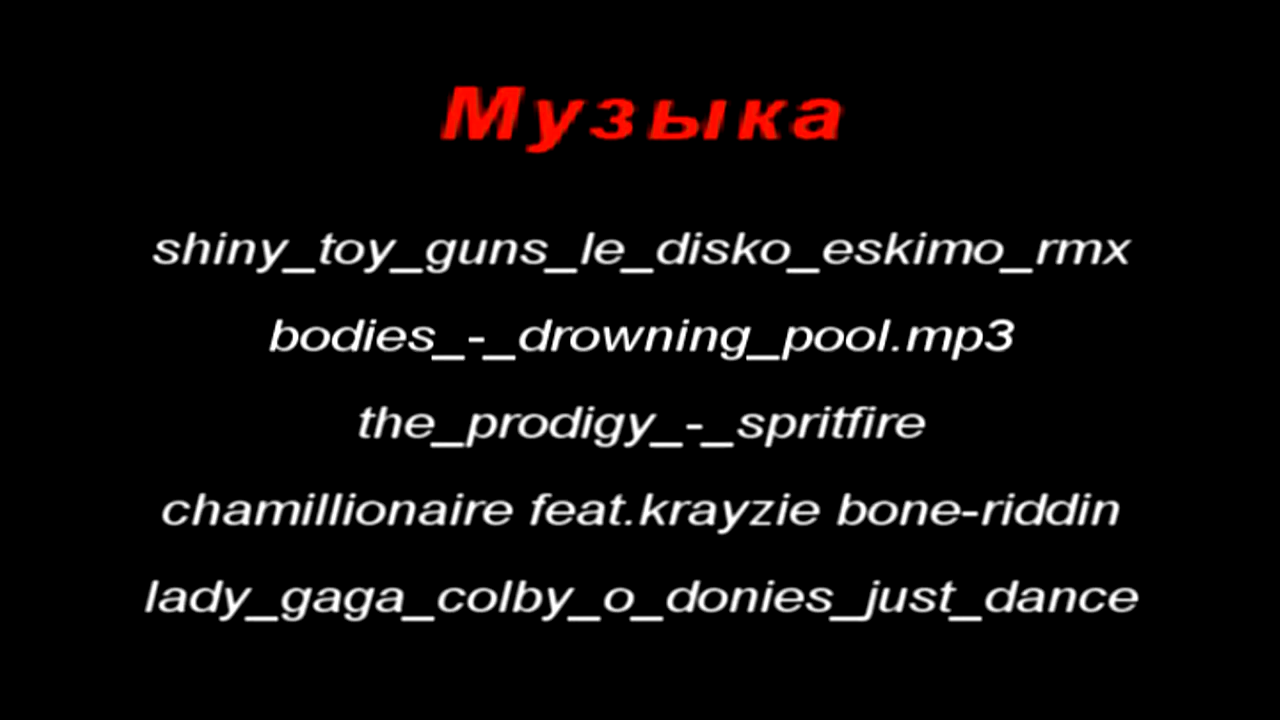 Музыка
shiny_toy_guns_le_disko_eskimo_rmx
bodies_-_drowning_pool.mp3
the_prodigy_-_spritfire
chamillionaire feat.krayzie bone-riddin
lady_gaga_colby_o_donies_just_dance